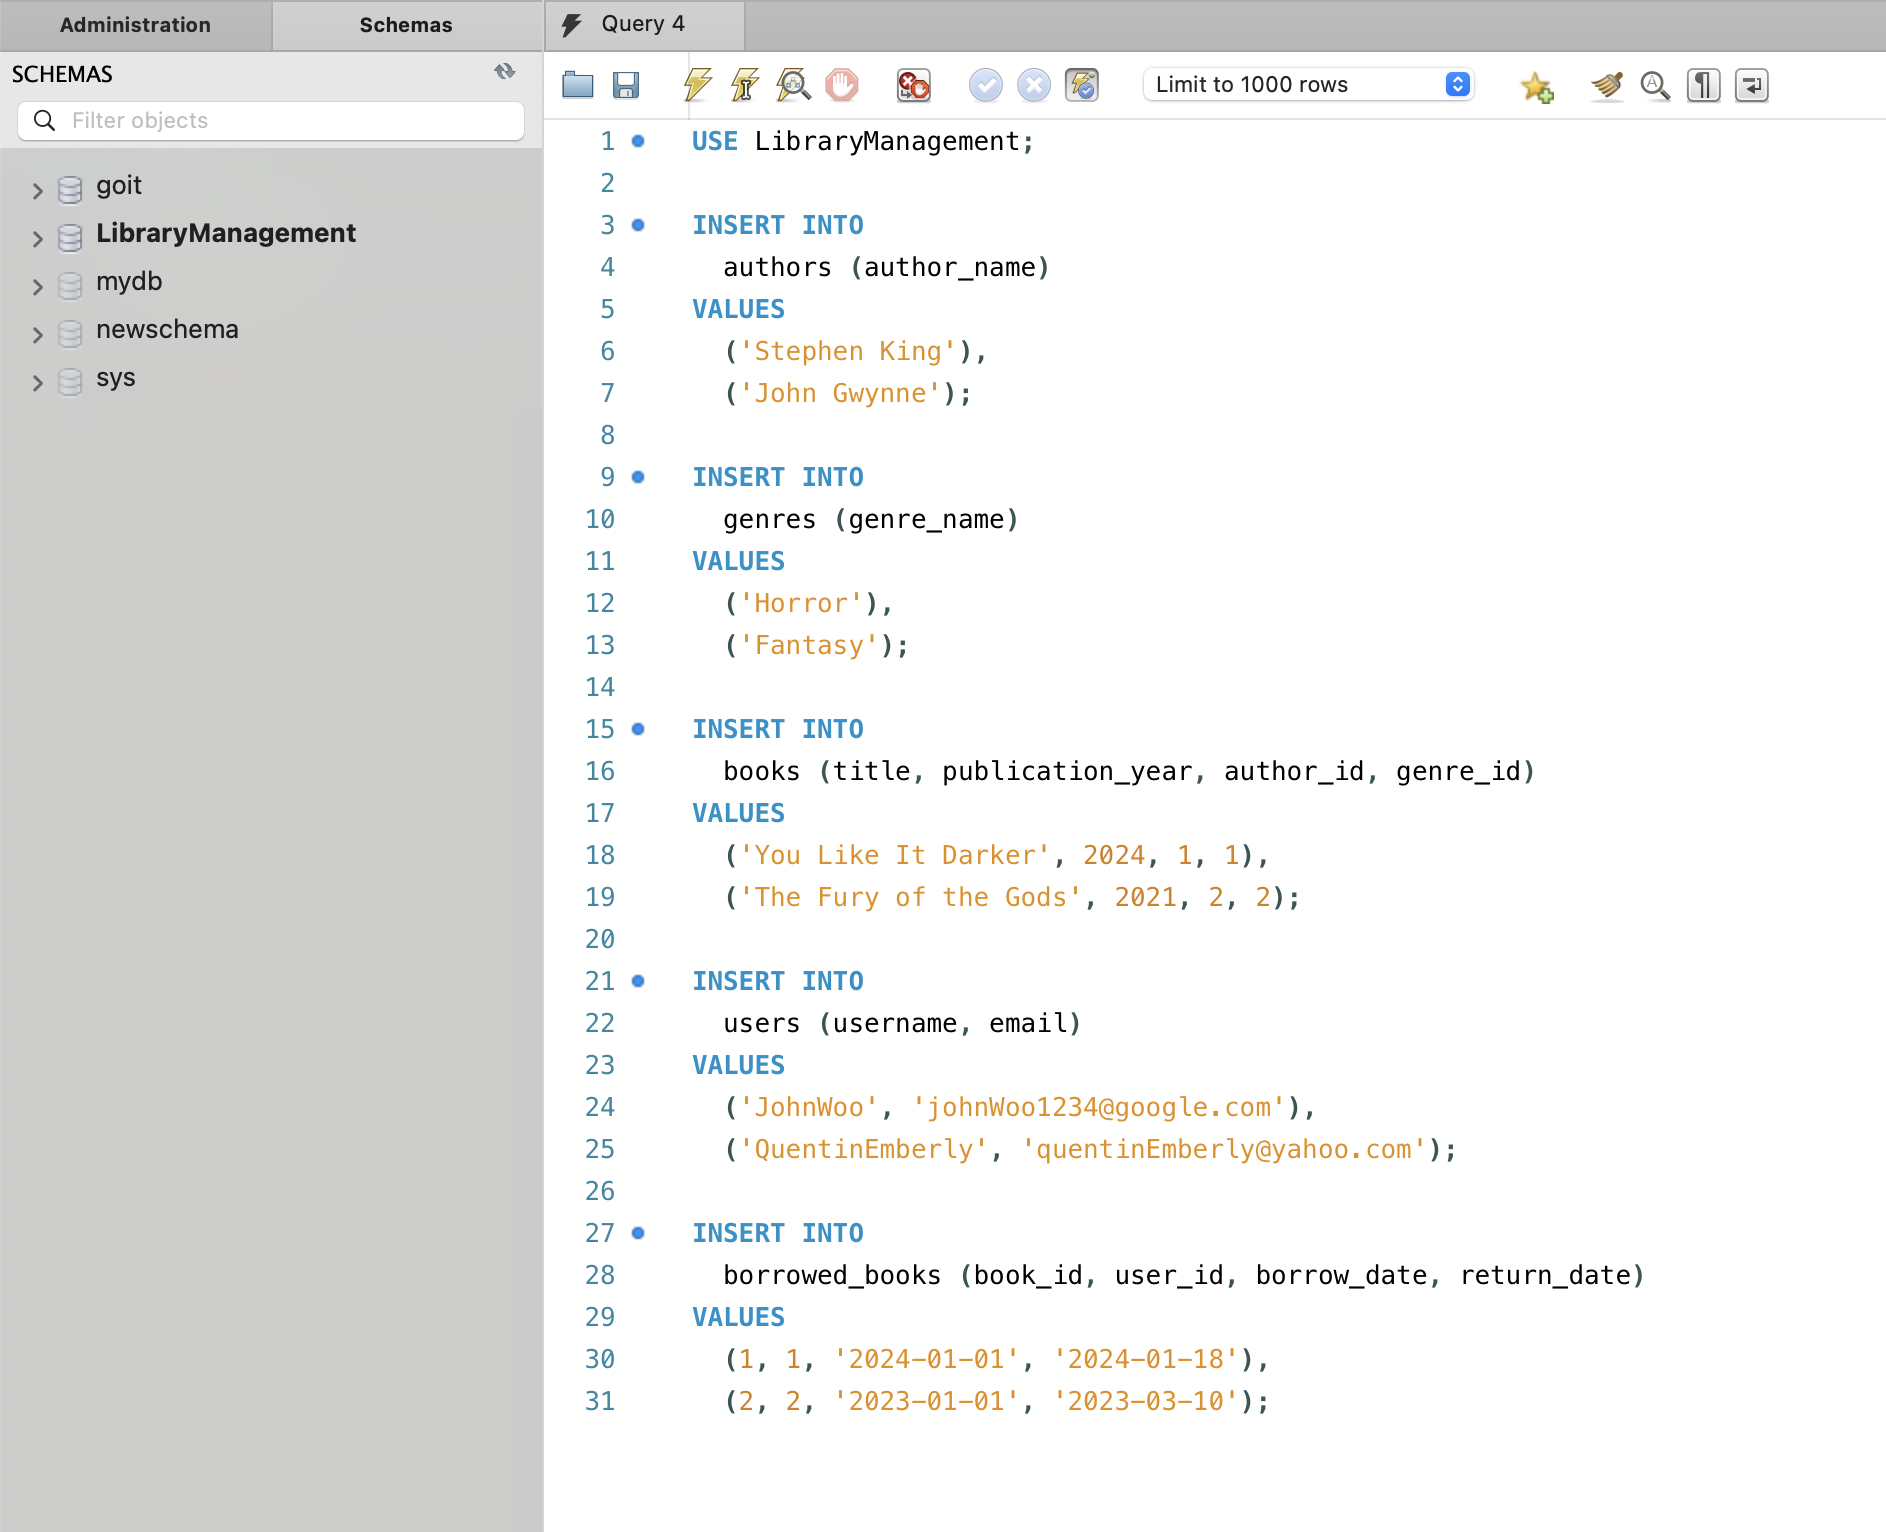 Administration
Schemas
Query 4
SCHEMAS
Filter objects
goit
LibraryManagement
mydb
newschema
sys
Limit to 1000 rows
1 USE LibraryManagement;
2
3 INSERT INTO
4 authors (author_name)
5 VALUES
6 ('Stephen King'),
7 ('John Gwynne');
8
9 INSERT INTO
10 genres (genre_name)
11 VALUES
12 ('Horror'),
13 ('Fantasy');
14
15 INSERT INTO
16 books (title, publication_year, author_id, genre_id)
17 VALUES
18 ('You Like It Darker', 2024, 1, 1),
19 ('The Fury of the Gods', 2021, 2, 2);
20
21 INSERT INTO
22 users (username, email)
23 VALUES
24 ('JohnWoo', 'johnWoo1234@google.com'),
25 ('QuentinEmberly', 'quentinEmberly@yahoo.com');
26
27 INSERT INTO
28 borrowed_books (book_id, user_id, borrow_date, return_date)
29 VALUES
30 (1, 1, '2024-01-01', '2024-01-18'),
31 (2, 2, '2023-01-01', '2023-03-10');